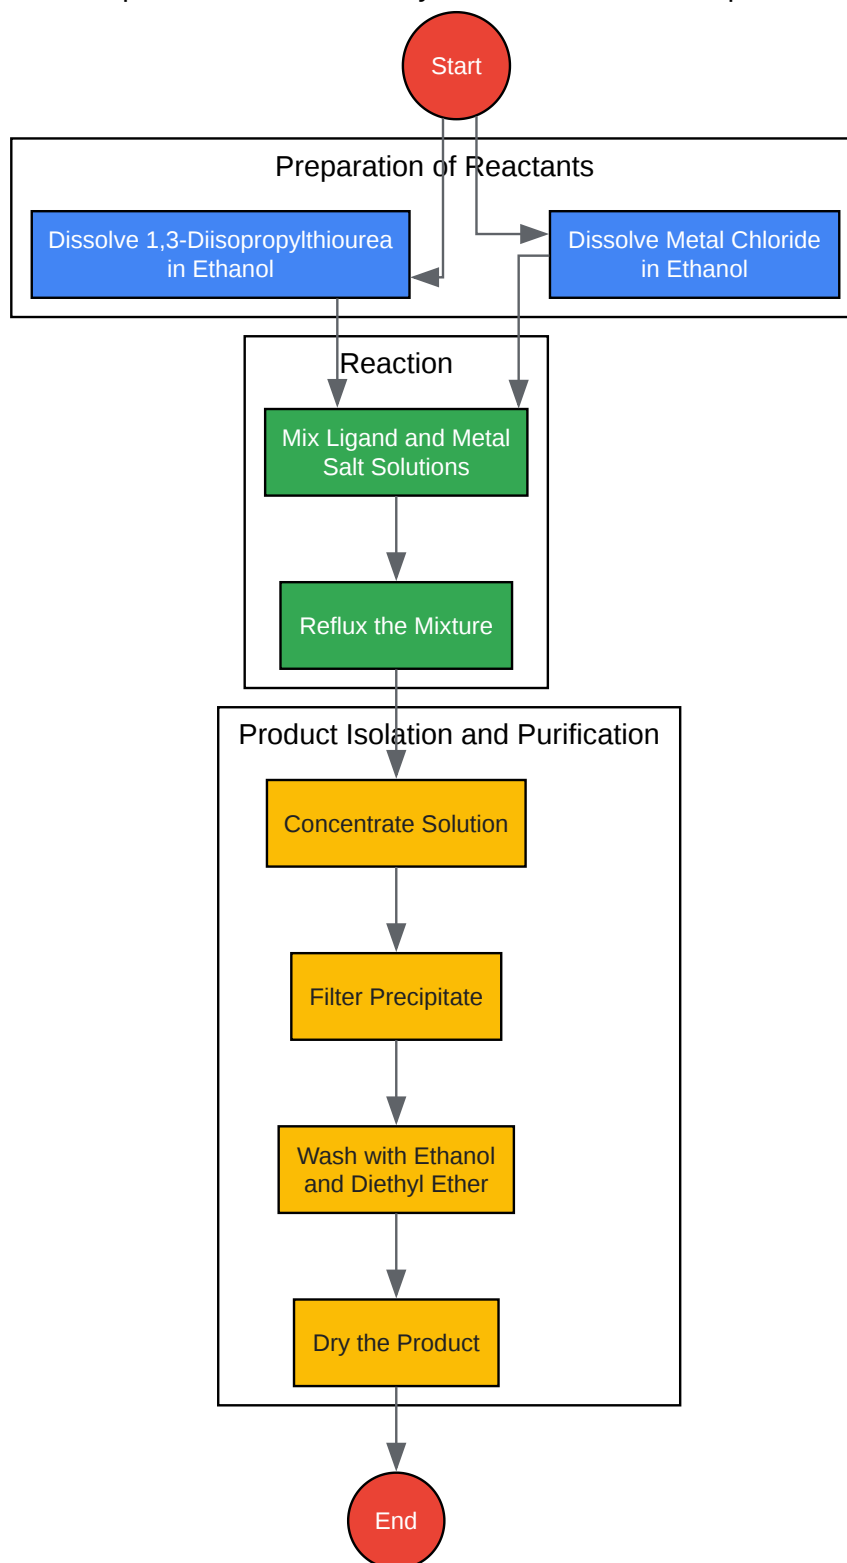 Start
Preparation of Reactants
Dissolve 1,3-Diisopropylthiourea
in Ethanol
Dissolve Metal Chloride
in Ethanol
Reaction
Mix Ligand and Metal
Salt Solutions
Reflux the Mixture
Product Isolation and Purification
Concentrate Solution
Filter Precipitate
Wash with Ethanol
and Diethyl Ether
Dry the Product
End